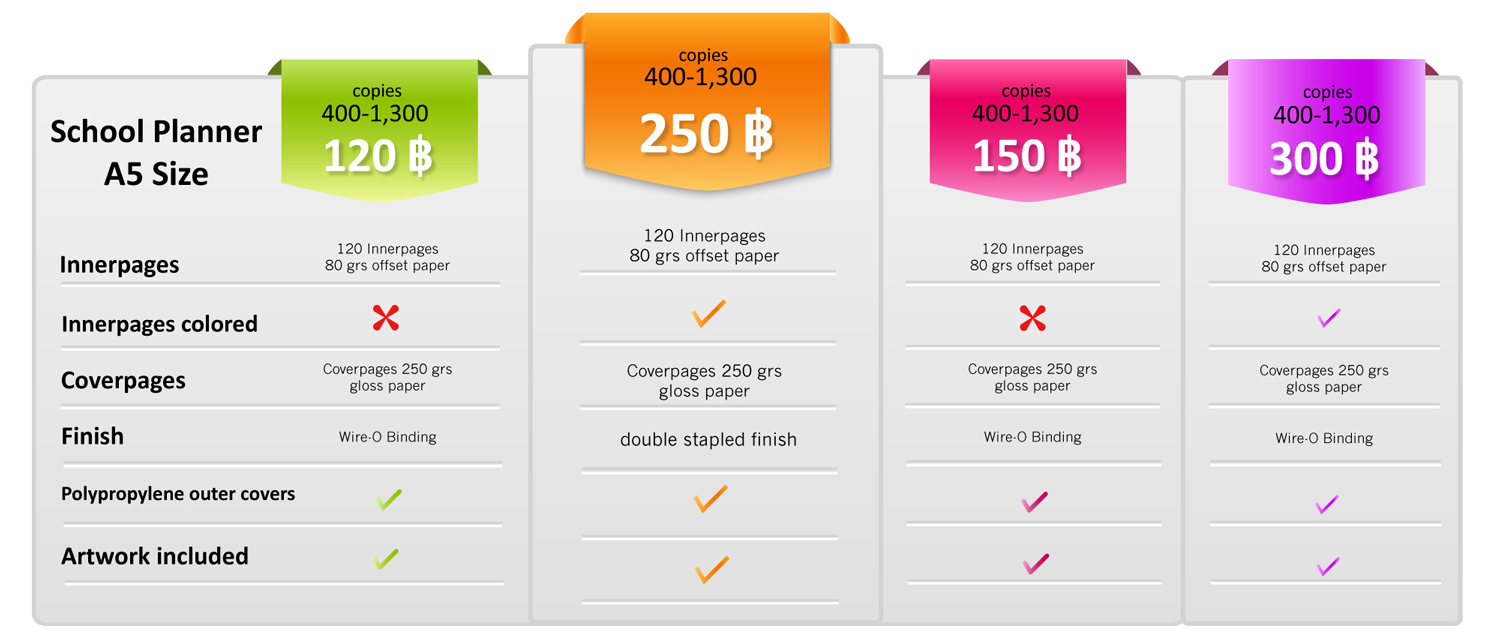 School Planner
A5 Size
copies
400-1,300
120 ฿
copies
400-1,300
250 ฿
copies
400-1,300
150 ฿
copies
400-1,300
300 ฿
Innerpages
120 Innerpages
80 grs offset paper
120 Innerpages
80 grs offset paper
120 Innerpages
80 grs offset paper
120 Innerpages
80 grs offset paper
Innerpages colored
Coverpages
Coverpages 250 grs
gloss paper
Coverpages 250 grs
gloss paper
Coverpages 250 grs
gloss paper
Coverpages 250 grs
gloss paper
Finish
Wire-O Binding
double stapled finish
Wire-O Binding
Wire-O Binding
Polypropylene outer covers
Artwork included